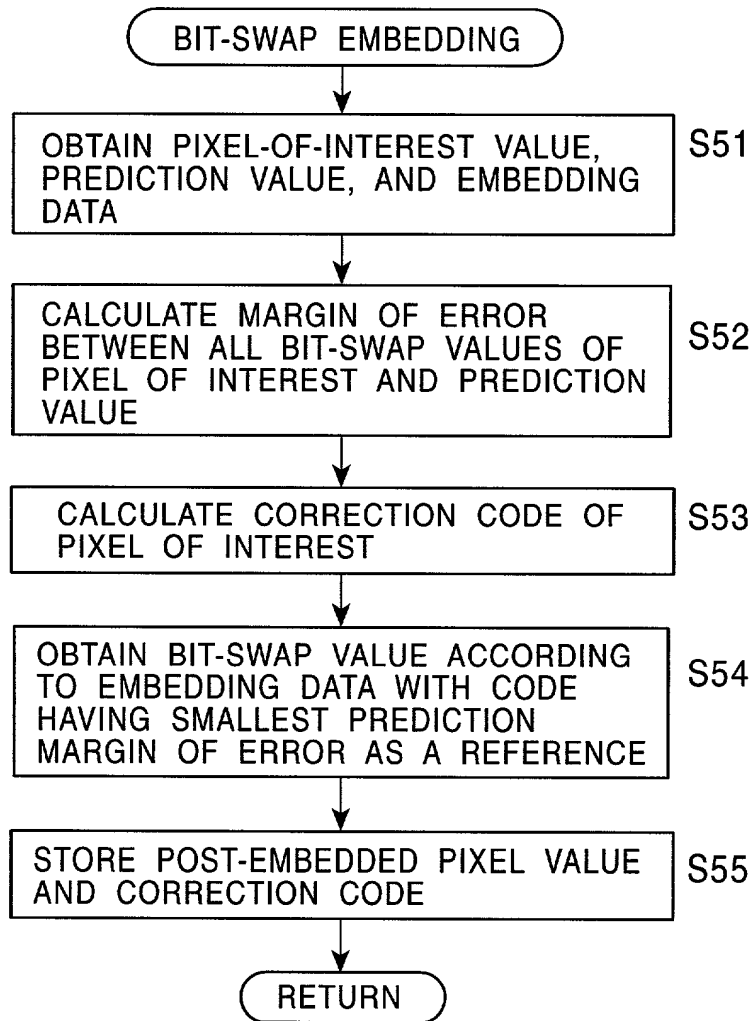 BIT-SWAP EMBEDDING
OBTAIN PIXEL-OF-INTEREST VALUE,
PREDICTION VALUE, AND EMBEDDING
DATA
S51
CALCULATE MARGIN OF ERROR
BETWEEN ALL BIT-SWAP VALUES OF
PIXEL OF INTEREST AND PREDICTION
VALUE
S52
CALCULATE CORRECTION CODE OF
PIXEL OF INTEREST
S53
OBTAIN BIT-SWAP VALUE ACCORDING
TO EMBEDDING DATA WITH CODE
HAVING SMALLEST PREDICTION
MARGIN OF ERROR AS A REFERENCE
S54
STORE POST-EMBEDDED PIXEL VALUE
AND CORRECTION CODE
S55
RETURN